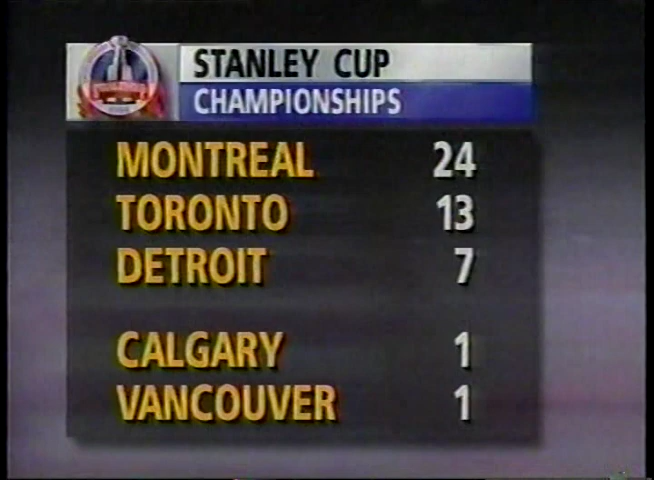 STANLEY CUP
CHAMPIONSHIPS
MONTREAL 24
TORONTO 13
DETROIT 7
CALGARY 1
VANCOUVER 1